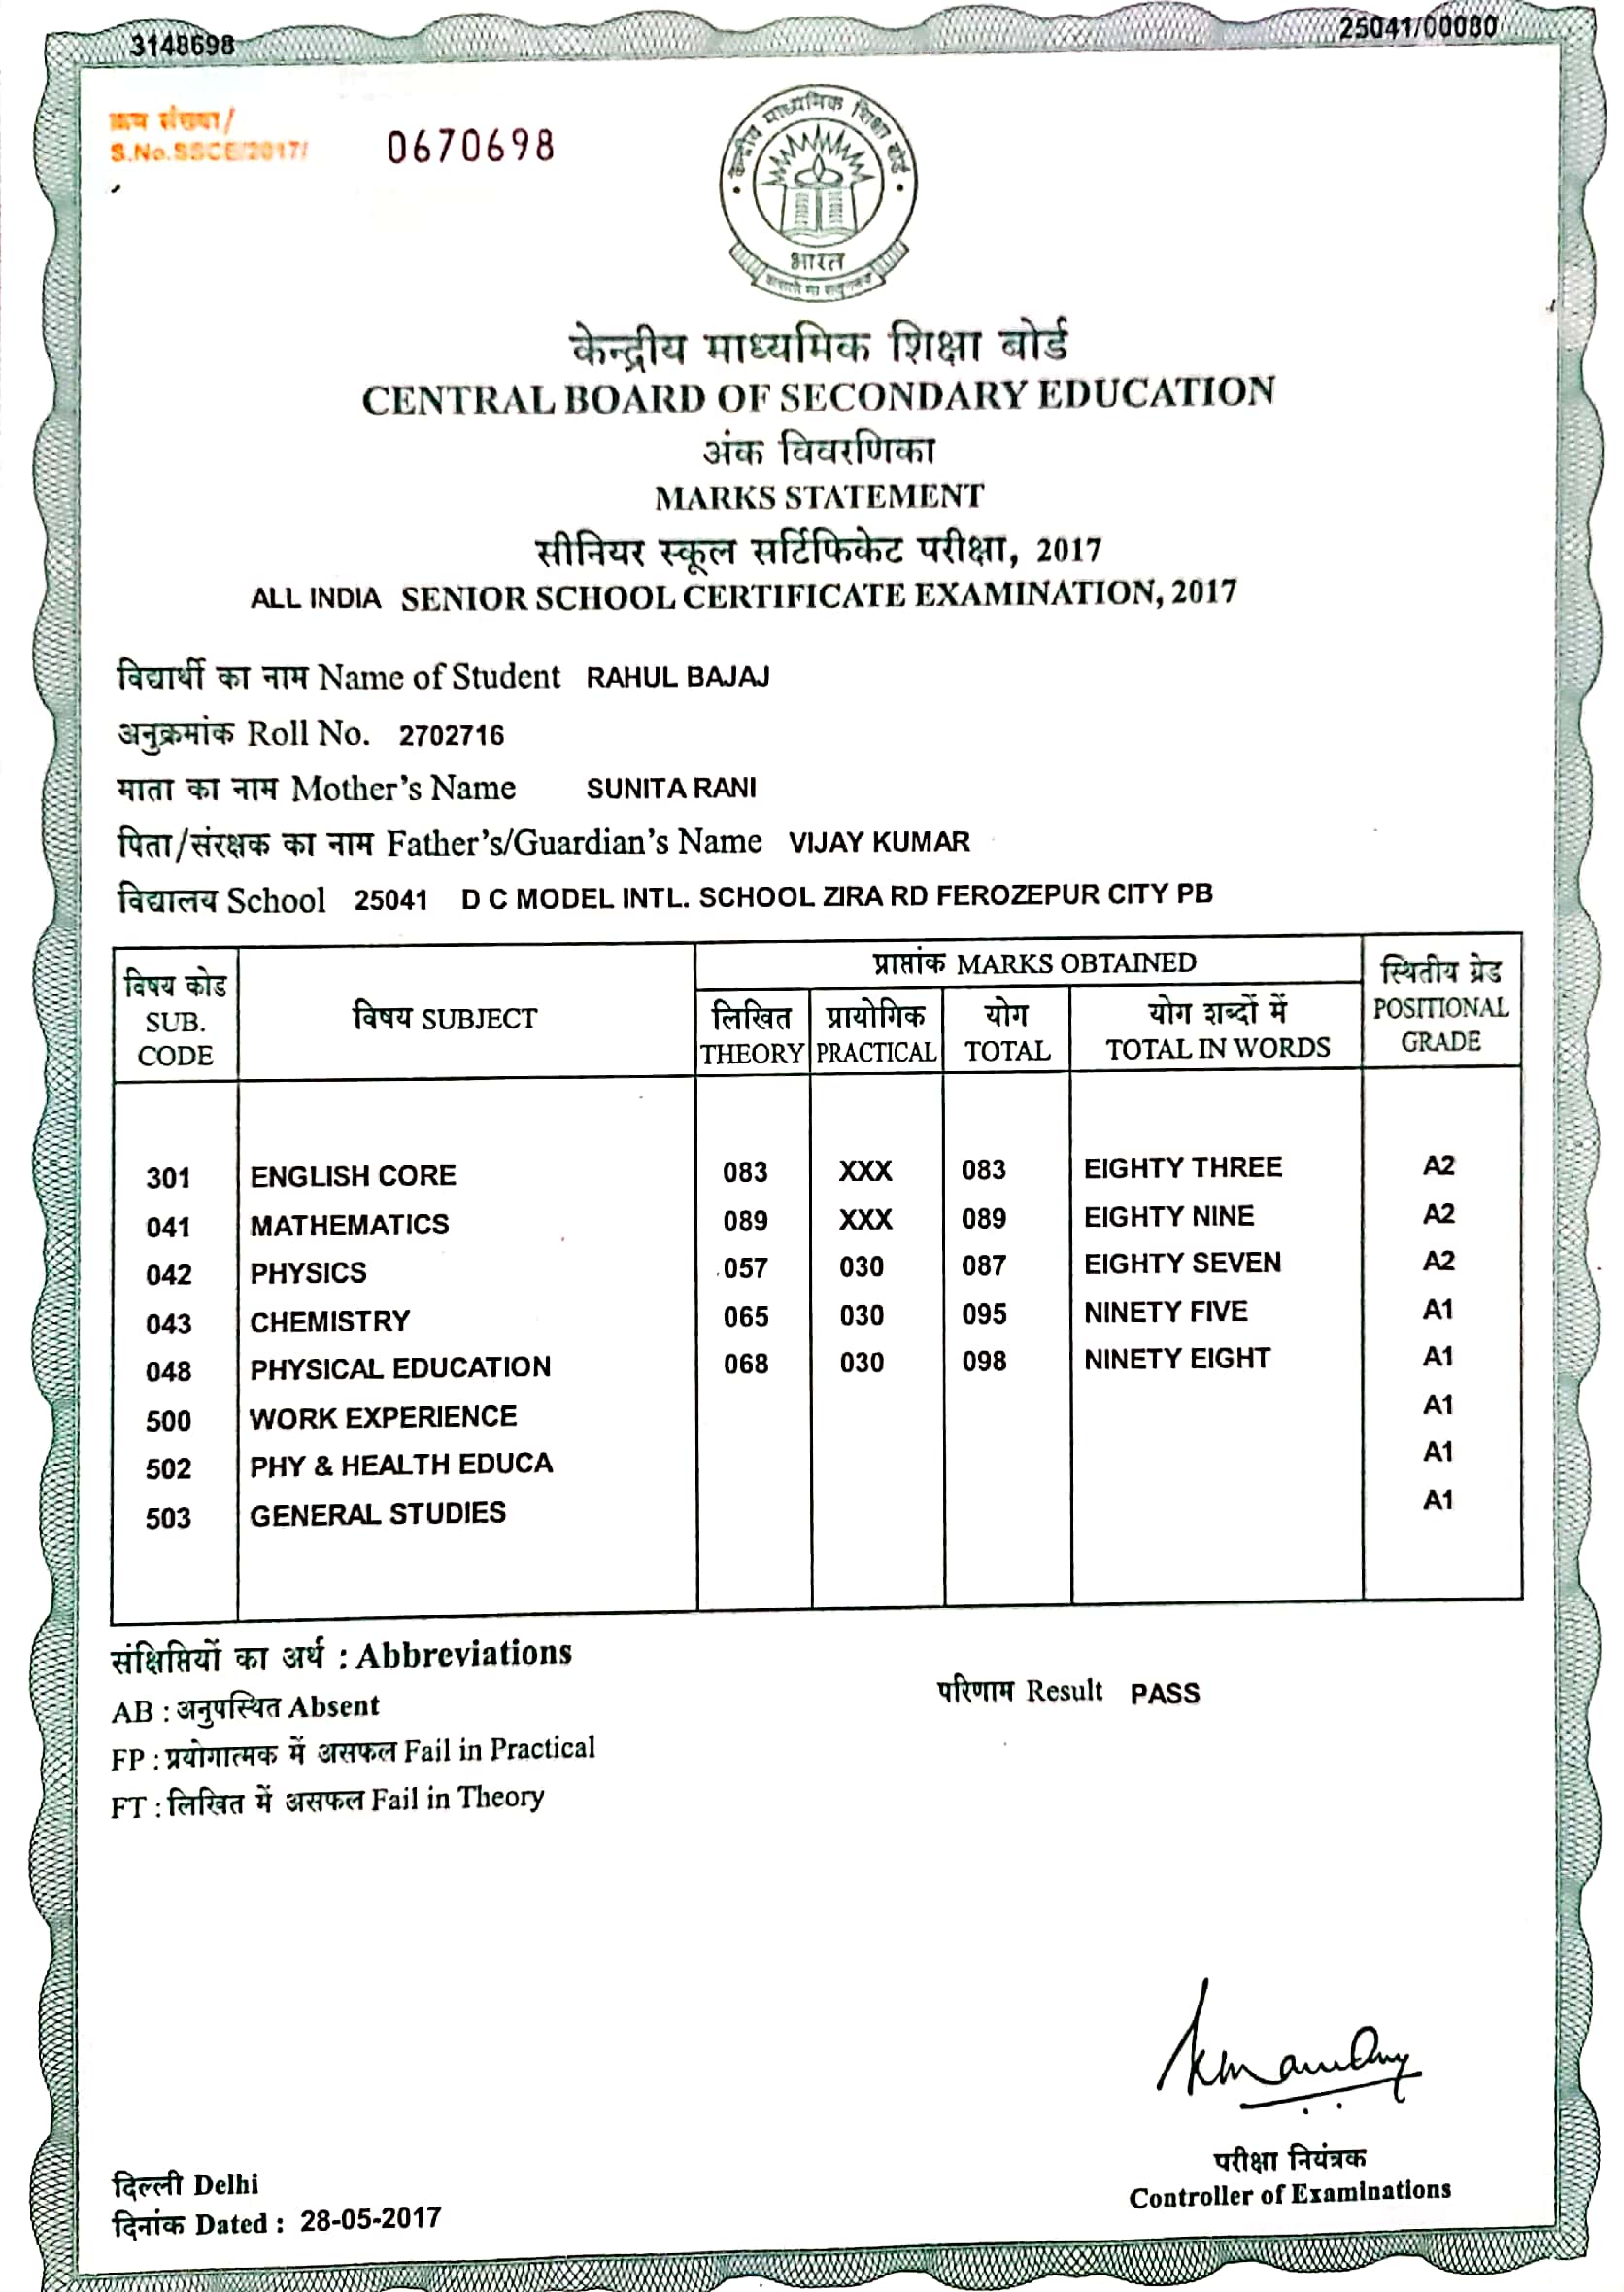 3148698
25041/00080
क्रम संख्या/
S.No.SSCE/2017/ 0670698
केन्द्रीय माध्यमिक शिक्षा बोर्ड
भारत
केन्द्रीय माध्यमिक शिक्षा बोर्ड
CENTRAL BOARD OF SECONDARY EDUCATION
अंक विवरणिका
MARKS STATEMENT
सीनियर स्कूल सर्टिफिकेट परीक्षा, 2017
ALL INDIA SENIOR SCHOOL CERTIFICATE EXAMINATION, 2017
विद्यार्थी का नाम Name of Student RAHUL BAJAJ
अनुक्रमांक Roll No. 2702716
माता का नाम Mother's Name SUNITA RANI
पिता/संरक्षक का नाम Father's/Guardian's Name VIJAY KUMAR
विद्यालय School 25041 D C MODEL INTL. SCHOOL ZIRA RD FEROZEPUR CITY PB
विषय कोड SUB. CODE विषय SUBJECT प्राप्तांक MARKS OBTAINED स्थितीय ग्रेड POSITIONAL GRADE
लिखित THEORY प्रायोगिक PRACTICAL योग TOTAL योग शब्दों में TOTAL IN WORDS
301 ENGLISH CORE 083 XXX 083 EIGHTY THREE A2
041 MATHEMATICS 089 XXX 089 EIGHTY NINE A2
042 PHYSICS 057 030 087 EIGHTY SEVEN A2
043 CHEMISTRY 065 030 095 NINETY FIVE A1
048 PHYSICAL EDUCATION 068 030 098 NINETY EIGHT A1
500 WORK EXPERIENCE A1
502 PHY & HEALTH EDUCA A1
503 GENERAL STUDIES A1
संक्षिप्तियों का अर्थ : Abbreviations
AB : अनुपस्थित Absent
परिणाम Result PASS
FP : प्रयोगात्मक में असफल Fail in Practical
FT : लिखित में असफल Fail in Theory
परीक्षा नियंत्रक
Controller of Examinations
दिल्ली Delhi
दिनांक Dated : 28-05-2017